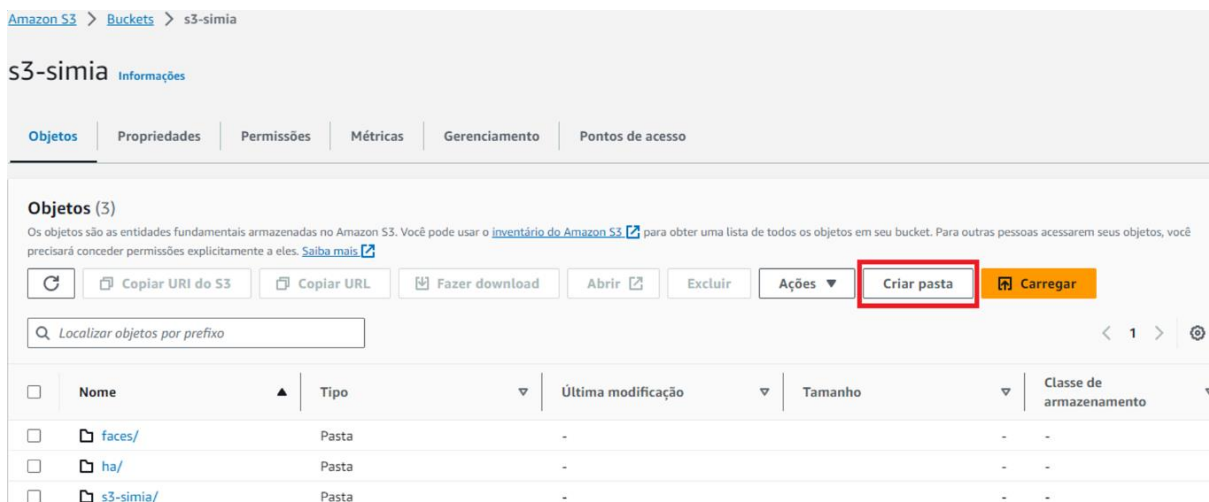 Amazon S3 > Buckets > s3-simia
s3-simia Informações
Objetos Propriedades Permissões Métricas Gerenciamento Pontos de acesso
Objetos (3)
Os objetos são as entidades fundamentais armazenadas no Amazon S3. Você pode usar o inventário do Amazon S3 para obter uma lista de todos os objetos em seu bucket. Para outras pessoas acessarem seus objetos, você
precisará conceder permissões explicitamente a eles. Saiba mais
Copiar URI do S3 Copiar URL Fazer download Abrir Excluir Ações Criar pasta Carregar
Localizar objetos por prefixo < 1 >
Nome Tipo Última modificação Tamanho Classe de
armazenamento
faces/ Pasta - - -
ha/ Pasta - - -
s3-simia/ Pasta - - -